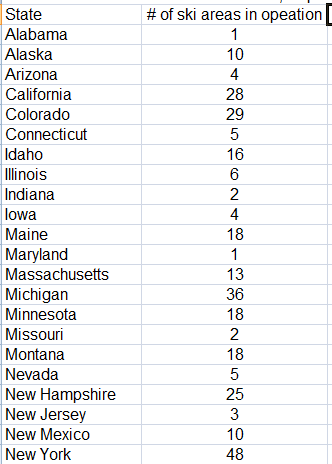 State # of ski areas in opeation
Alabama 1
Alaska 10
Arizona 4
California 28
Colorado 29
Connecticut 5
Idaho 16
Illinois 6
Indiana 2
Iowa 4
Maine 18
Maryland 1
Massachusetts 13
Michigan 36
Minnesota 18
Missouri 2
Montana 18
Nevada 5
New Hampshire 25
New Jersey 3
New Mexico 10
New York 48